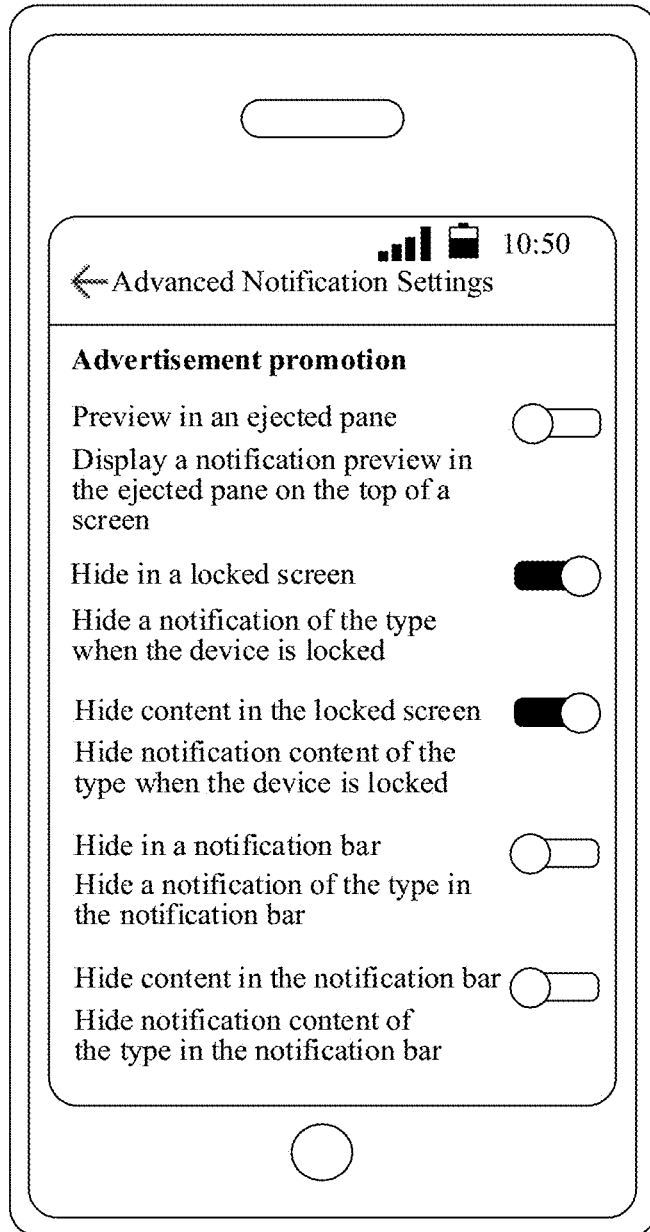 10:50
Advanced Notification Settings
Advertisement promotion
Preview in an ejected pane
Display a notification preview in
the ejected pane on the top of a
screen
Hide in a locked screen
Hide a notification of the type
when the device is locked
Hide content in the locked screen
Hide notification content of the
type when the device is locked
Hide in a notification bar
Hide a notification of the type in
the notification bar
Hide content in the notification bar
Hide notification content of
the type in the notification bar